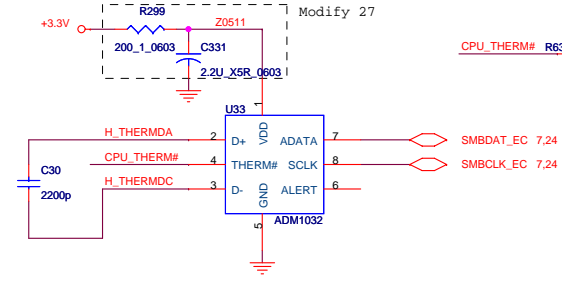 R299
Modify 27
+3.3V
Z0511
200_1_0603
C331
2.2U_X5R_0603
CPU_THERM# R63
U33
1
H_THERMDA
2
D+
VDD
ADATA
7
SMBDAT_EC 7,24
CPU_THERM#
4
THERM#
SCLK
8
SMBCLK_EC 7,24
C30
2200p
H_THERMDC
3
D-
GND
ALERT
6
5
ADM1032